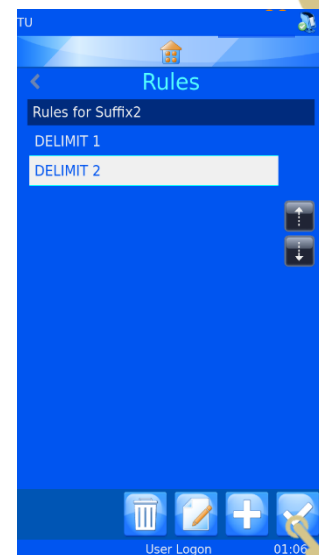 TU
Rules
Rules for Suffix2
DELIMIT 1
DELIMIT 2
User Logon 01:06